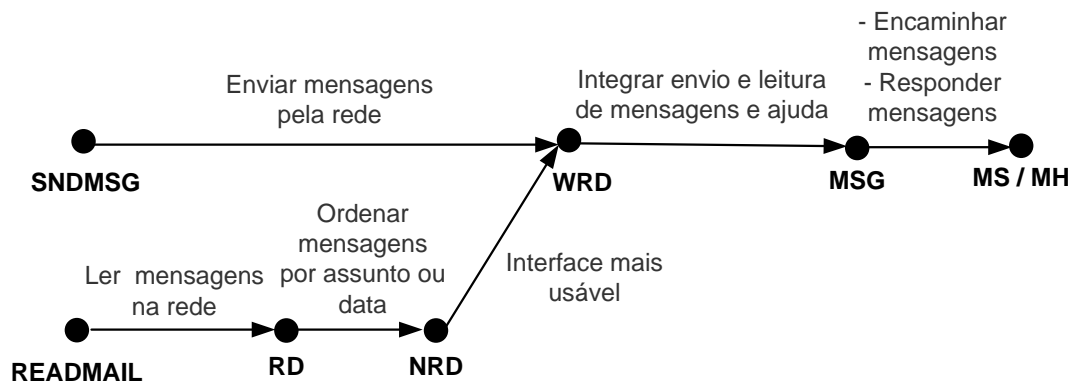 - Encaminhar
mensagens
- Responder
mensagens
Enviar mensagens
pela rede
Integrar envio e leitura
de mensagens e ajuda
SNDMSG
WRD
MSG
MS / MH
Ordenar
mensagens
por assunto ou
data
Ler mensagens
na rede
Interface mais
usável
READMAIL
RD
NRD